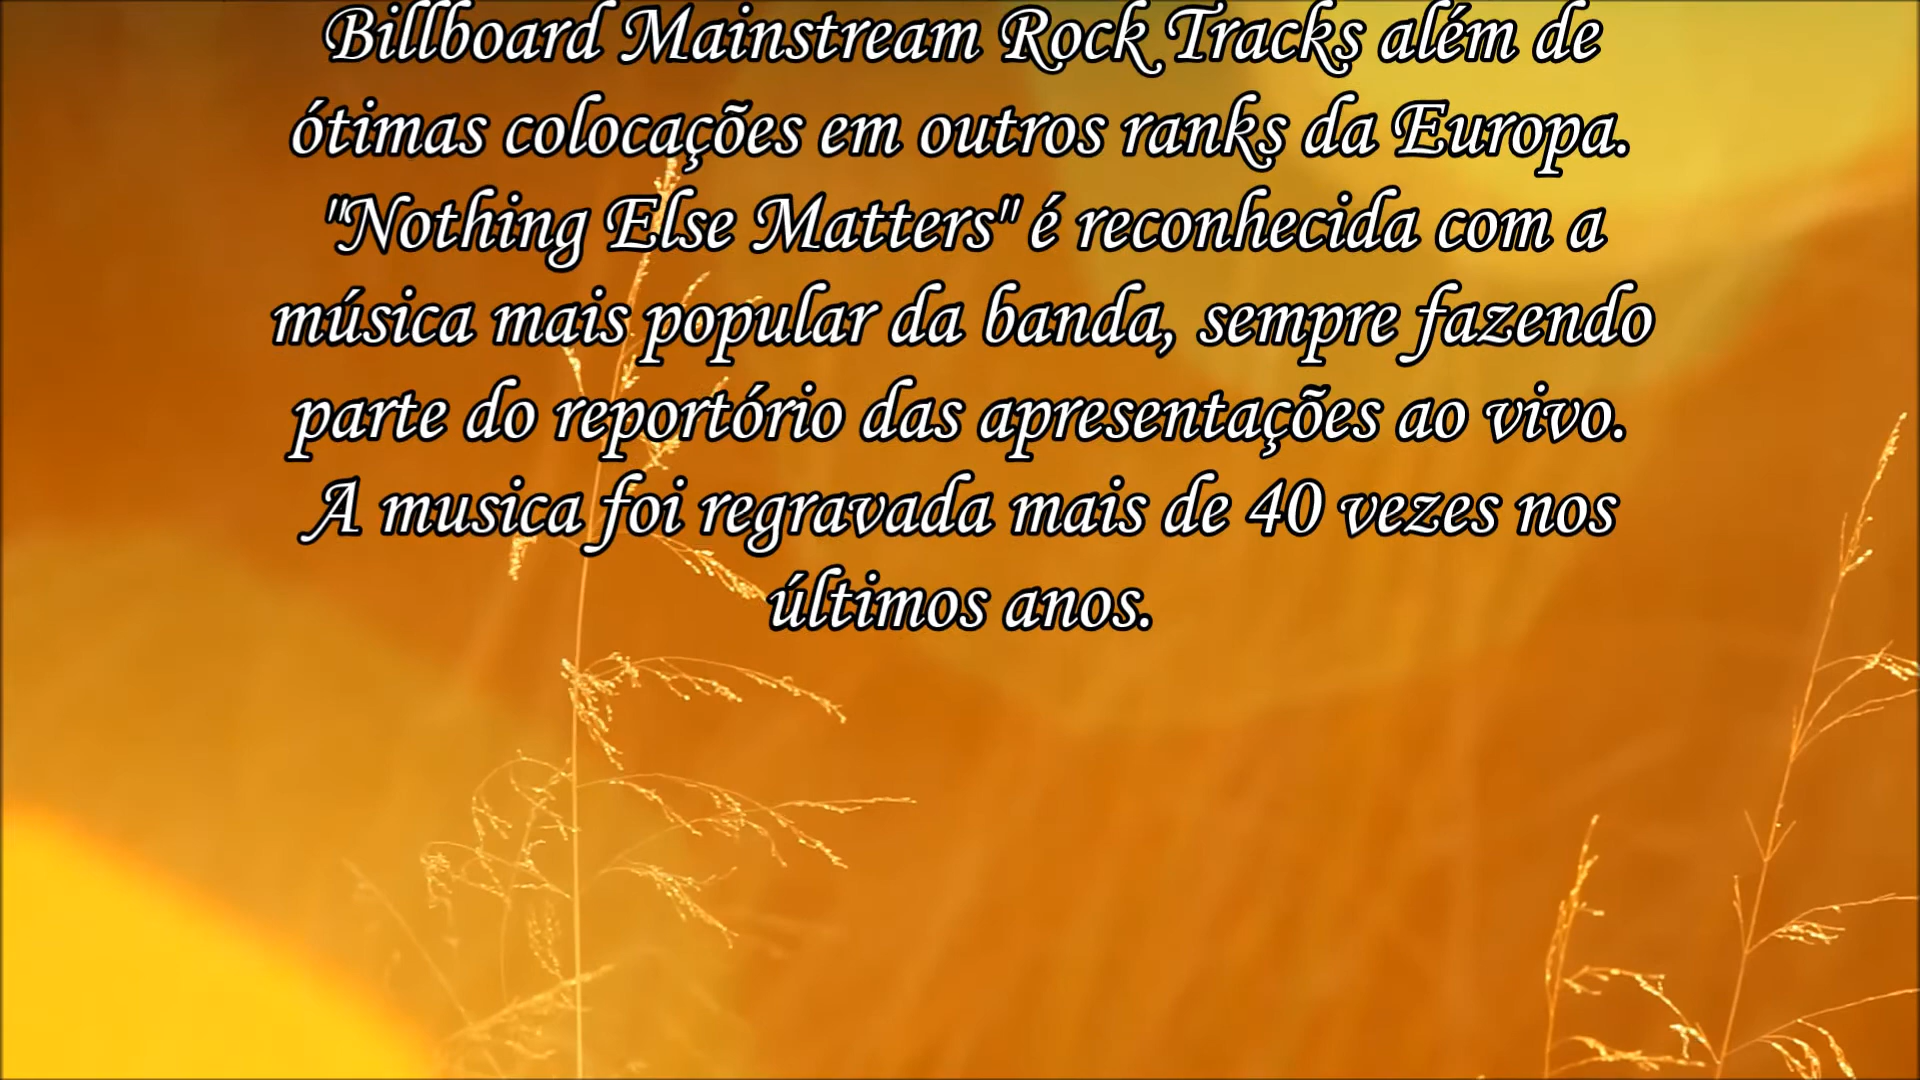 Billboard Mainstream Rock Tracks além de
ótimas colocações em outros ranks da Europa.
"Nothing Else Matters" é reconhecida com a
música mais popular da banda, sempre fazendo
parte do reportório das apresentações ao vivo.
A musica foi regravada mais de 40 vezes nos
últimos anos.